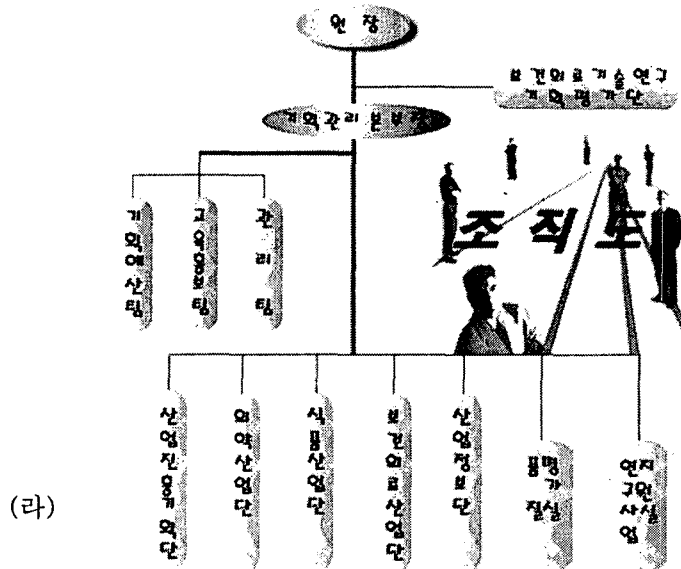 원장
보건의료기술연구
기획평가단
기획관리본부장
조직도
기획예산팀
교육홍보팀
관리팀
산업진흥기획단
의약산업단
식품산업단
보건의료산업단
산업정보단
품질평가실
연구사업지원실
(라)